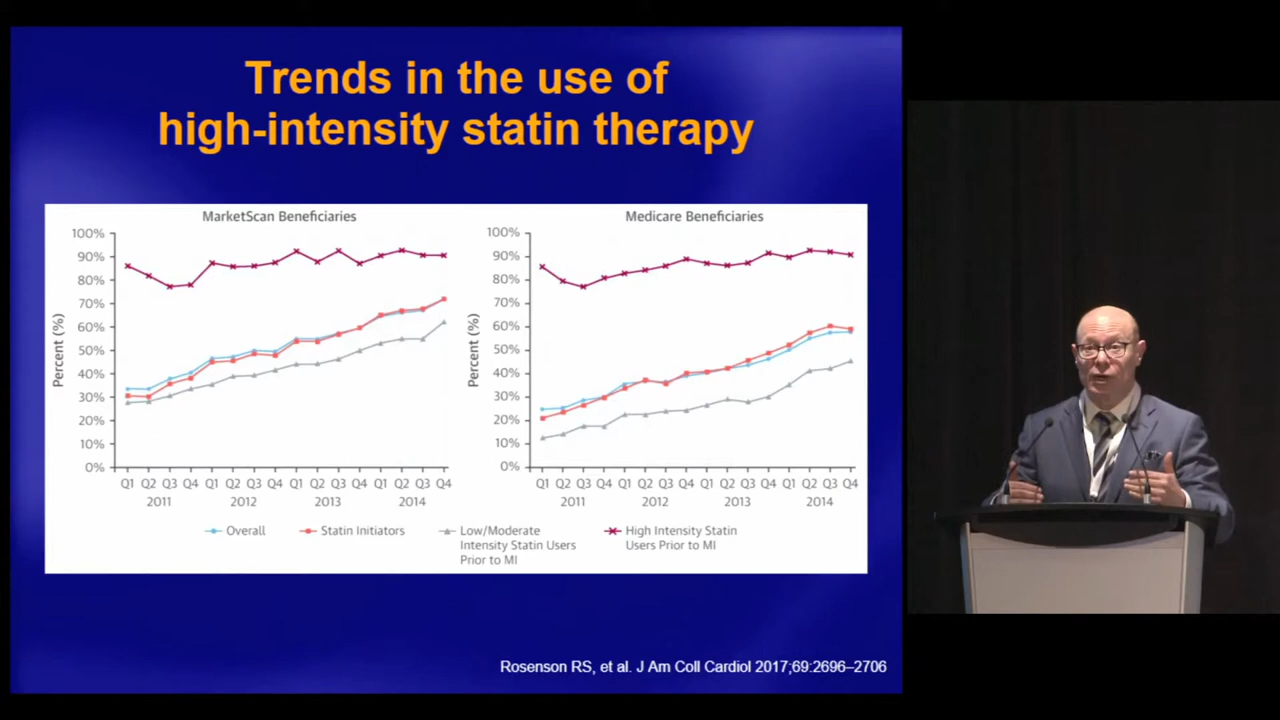 Trends in the use of
high-intensity statin therapy
MarketScan Beneficiaries
Percent (%)
100%
90%
80%
70%
60%
50%
40%
30%
20%
10%
0%
Q1 Q2 Q3 Q4 Q1 Q2 Q3 Q4 Q1 Q2 Q3 Q4 Q1 Q2 Q3 Q4
2011 2012 2013 2014
Medicare Beneficiaries
Percent (%)
100%
90%
80%
70%
60%
50%
40%
30%
20%
10%
0%
Q1 Q2 Q3 Q4 Q1 Q2 Q3 Q4 Q1 Q2 Q3 Q4 Q1 Q2 Q3 Q4
2011 2012 2013 2014
Overall
Statin Initiators
Low/Moderate
Intensity Statin Users
Prior to MI
High Intensity Statin
Users Prior to MI
Rosenson RS, et al. J Am Coll Cardiol 2017;69:2696–2706